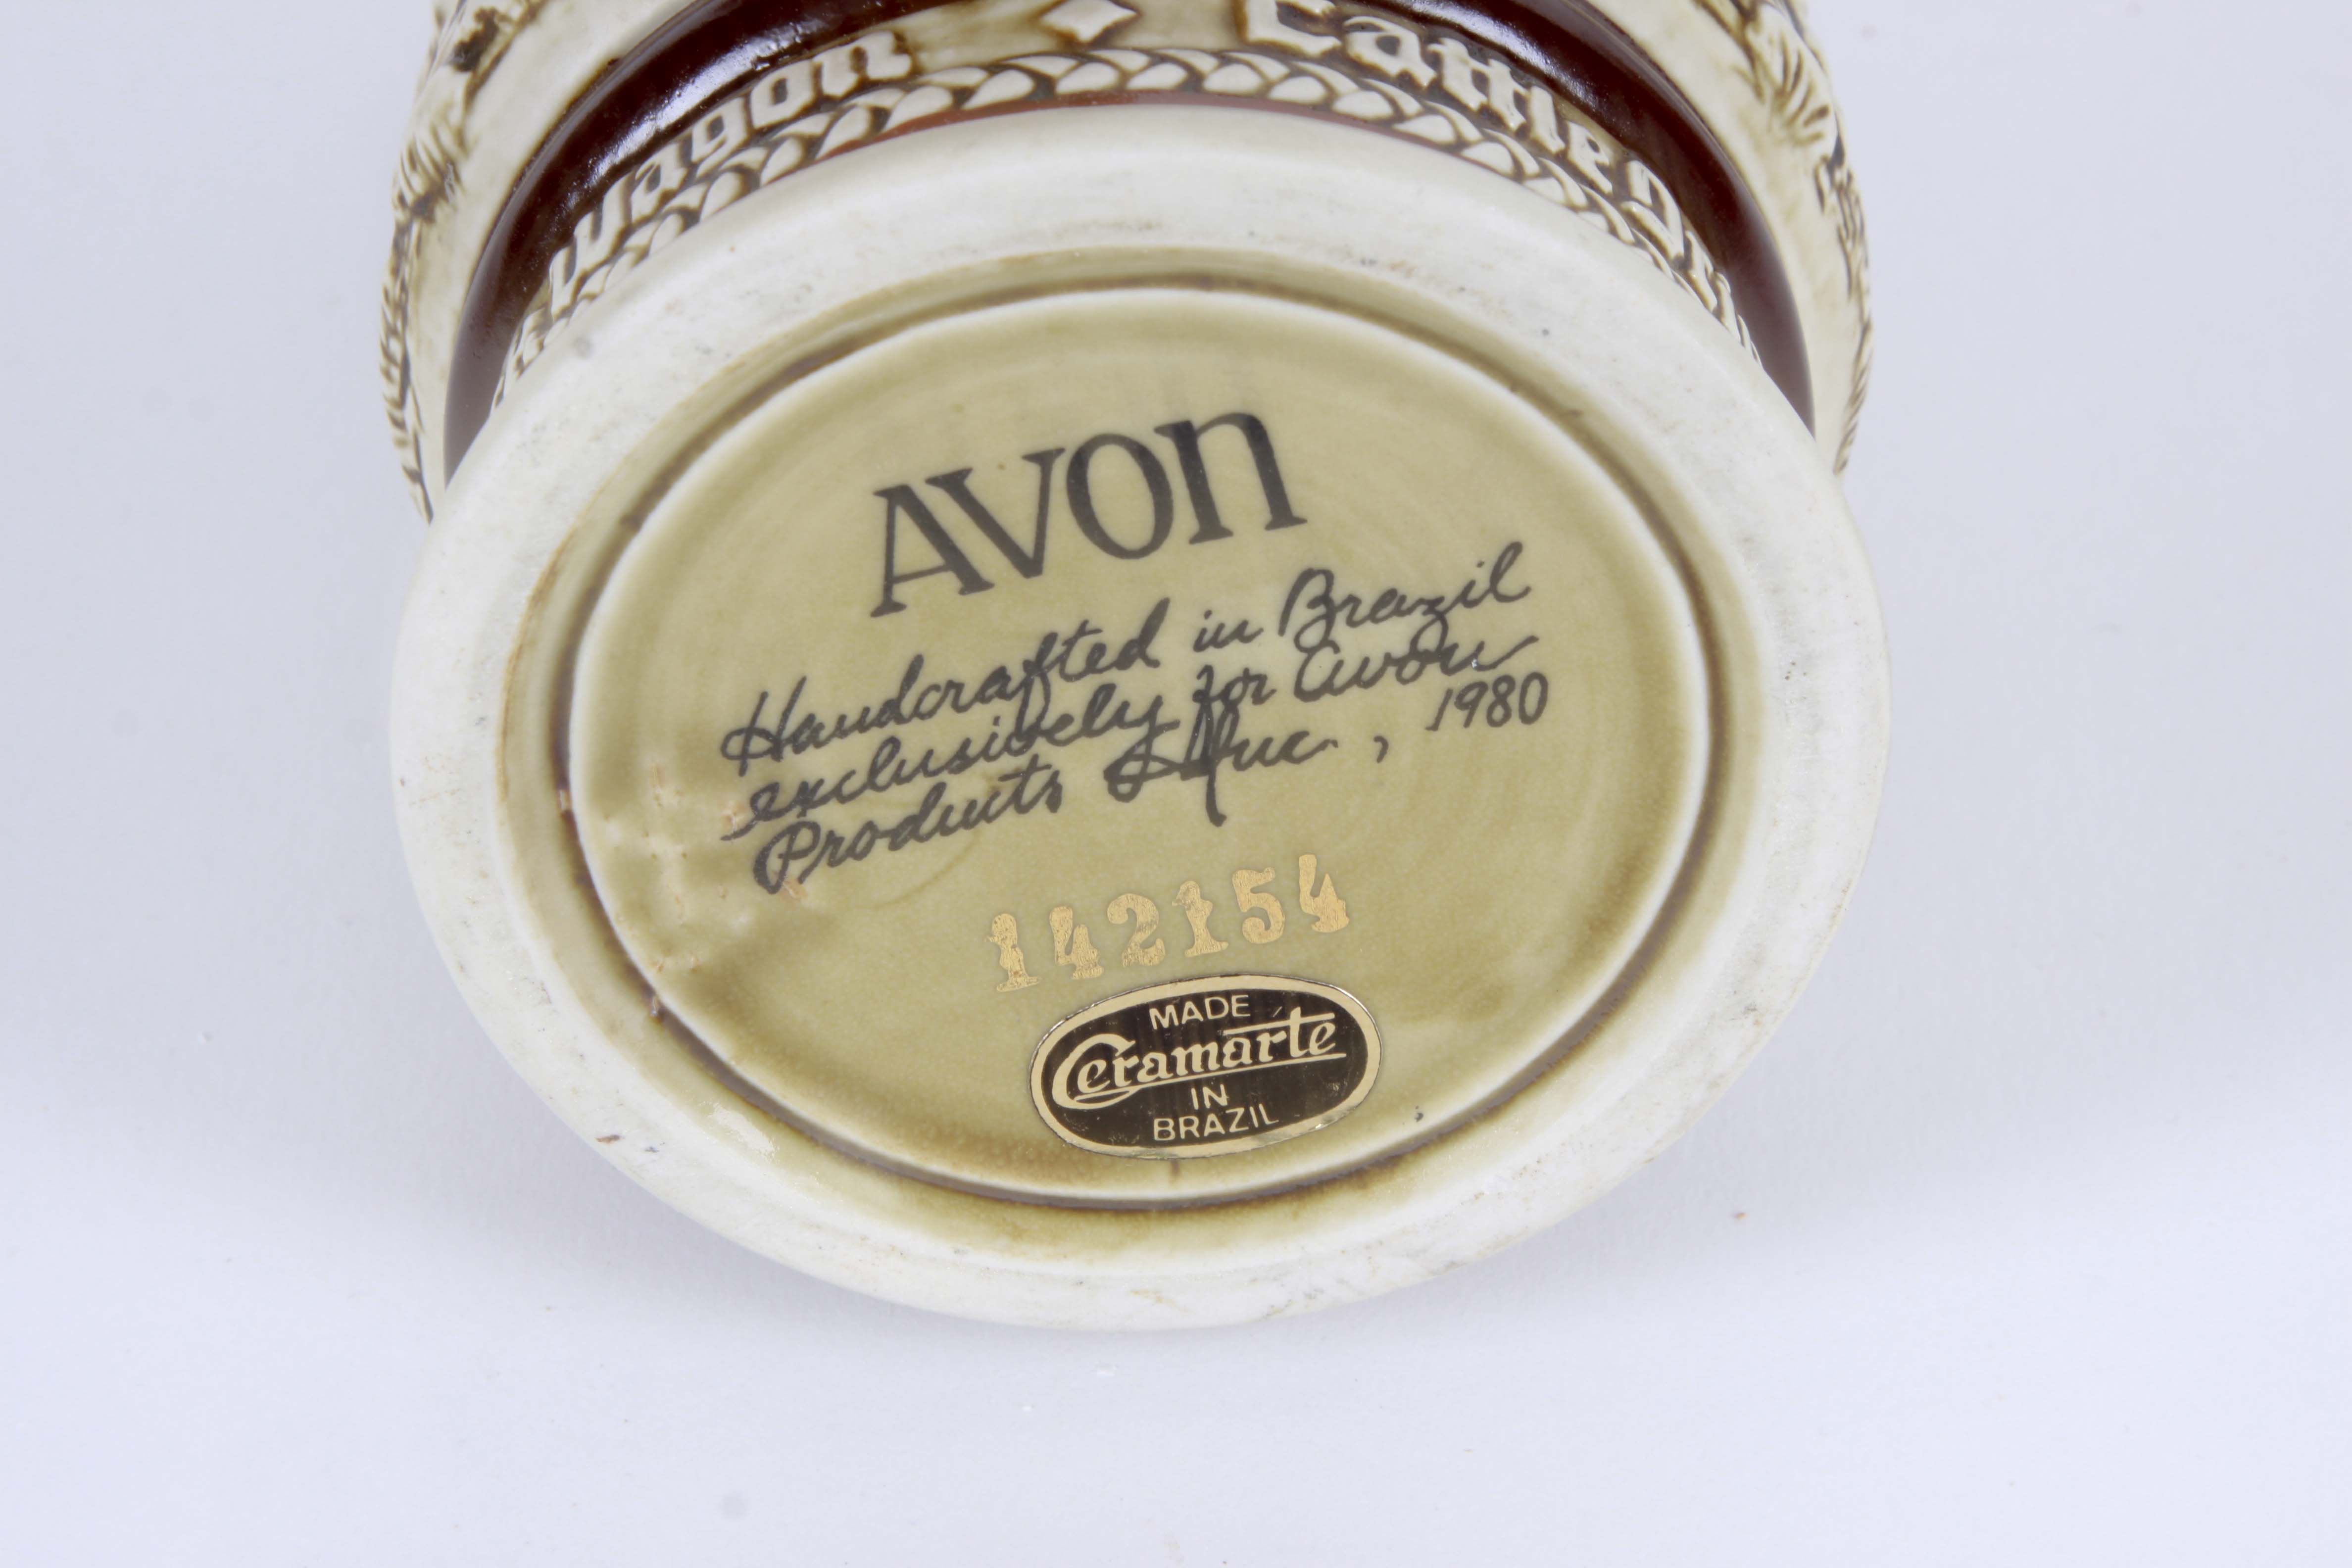 Wagon Cattle
AVON
Handcrafted in Brazil
exclusively for Avon
Products Inc. , 1980
142154
MADE
Ceramarte
IN
BRAZIL